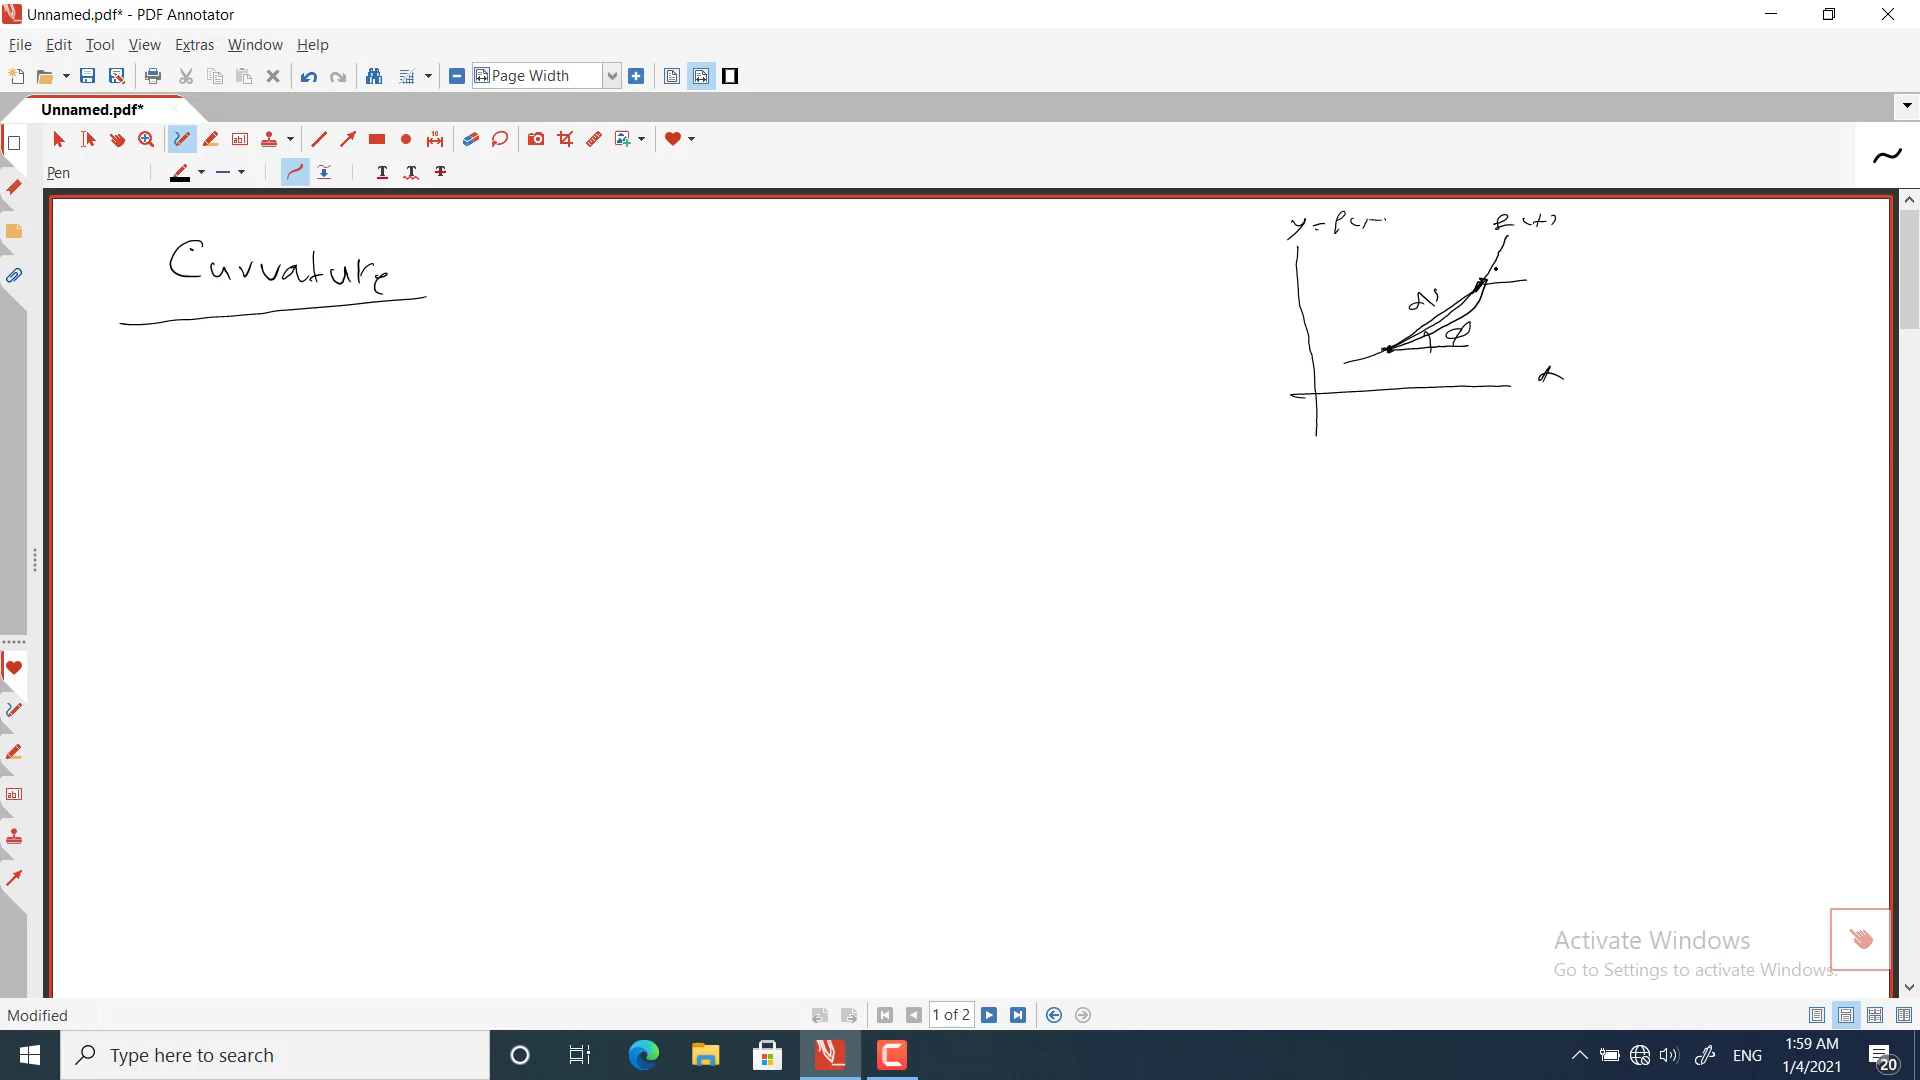 Unnamed.pdf* - PDF Annotator
File Edit Tool View Extras Window Help
Page Width
Unnamed.pdf*
Pen
Curvature
y = f(x
f(x)
Δs
φ
x
Activate Windows
Go to Settings to activate Windows.
Modified
1 of 2
Type here to search
ENG
1:59 AM
1/4/2021
20